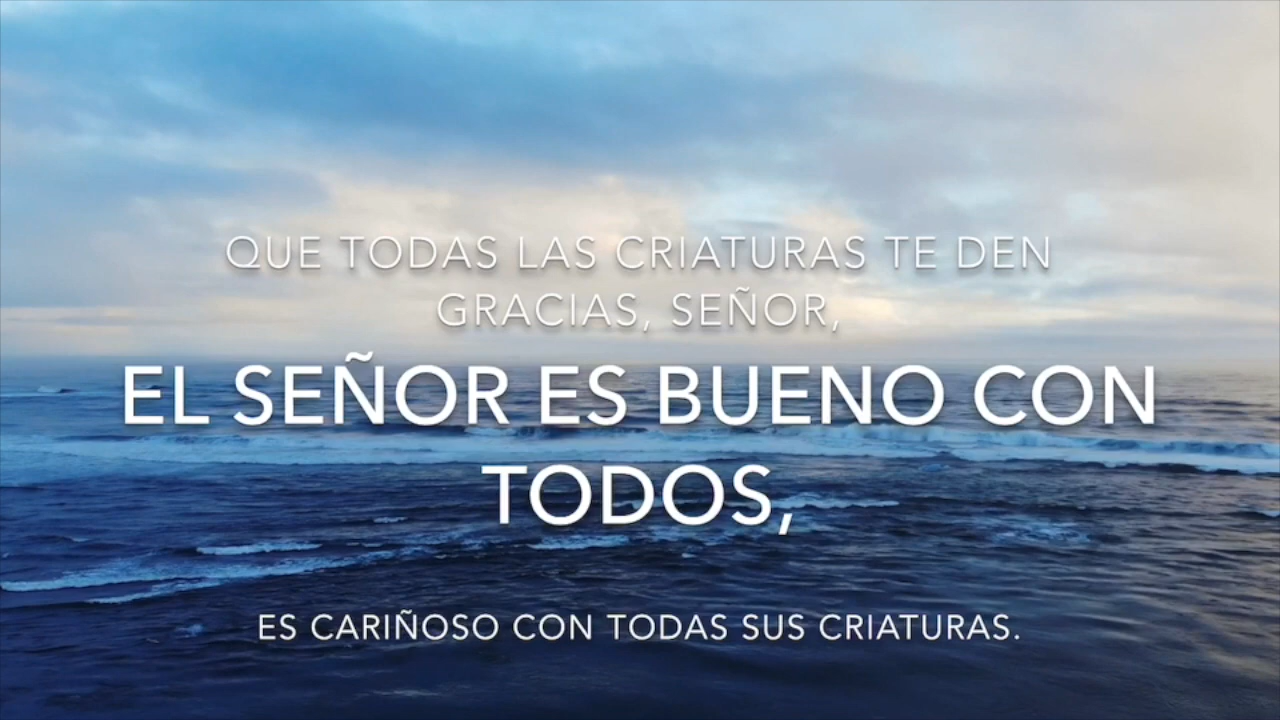 QUE TODAS LAS CRIATURAS TE DEN
GRACIAS, SEÑOR,
EL SEÑOR ES BUENO CON
TODOS,
ES CARIÑOSO CON TODAS SUS CRIATURAS.